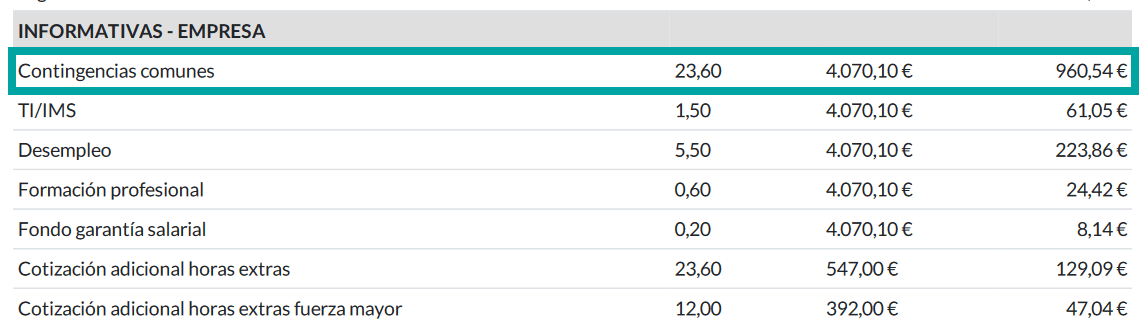 INFORMATIVAS - EMPRESA
Contingencias comunes 23,60 4.070,10 € 960,54 €
TI/IMS 1,50 4.070,10 € 61,05 €
Desempleo 5,50 4.070,10 € 223,86 €
Formación profesional 0,60 4.070,10 € 24,42 €
Fondo garantía salarial 0,20 4.070,10 € 8,14 €
Cotización adicional horas extras 23,60 547,00 € 129,09 €
Cotización adicional horas extras fuerza mayor 12,00 392,00 € 47,04 €